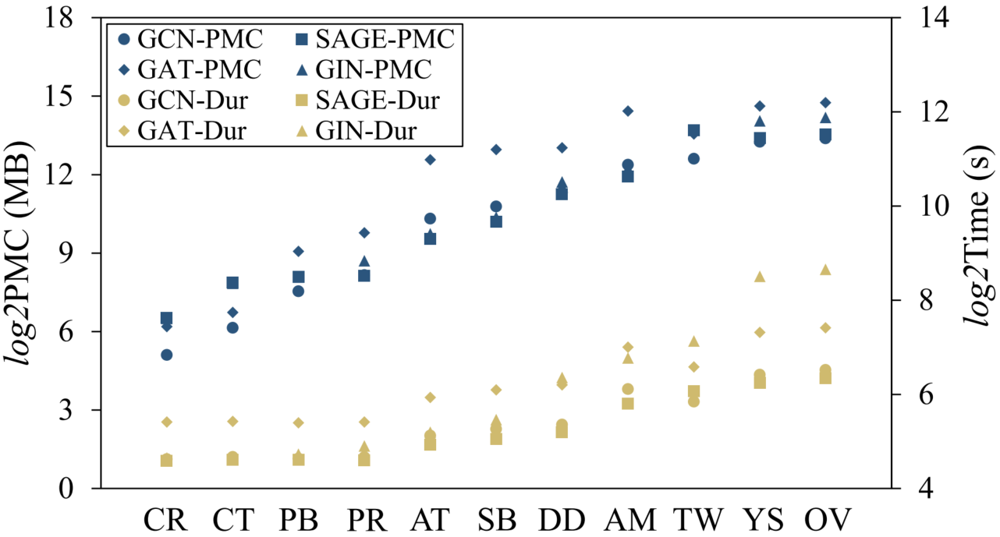 18
15
12
9
6
3
0
log2PMC (MB)
GCN-PMC SAGE-PMC
GAT-PMC GIN-PMC
GCN-Dur SAGE-Dur
GAT-Dur GIN-Dur
14
12
10
8
6
4
log2Time (s)
CR CT PB PR AT SB DD AM TW YS OV